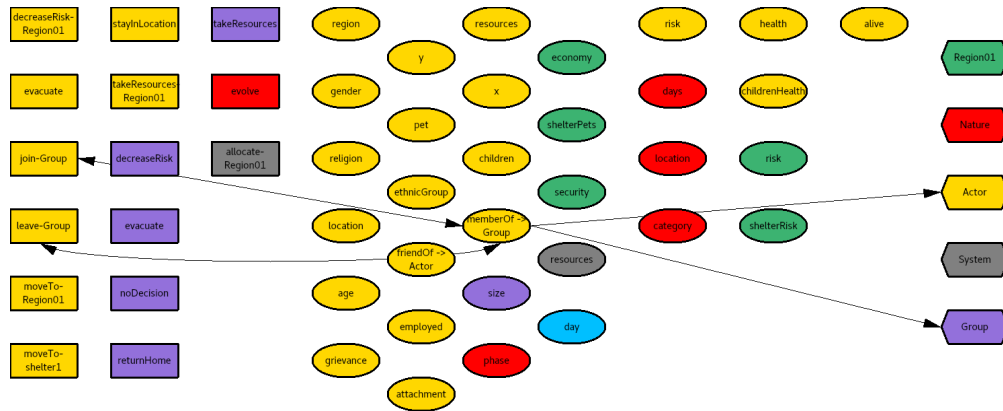 decreaseRisk-
Region01
stayInLocation
takeResources
region
resources
risk
health
alive
y
economy
Region01
evacuate
takeResources-
Region01
evolve
gender
x
days
childrenHealth
pet
shelterPets
Nature
join-Group
decreaseRisk
allocate-
Region01
religion
children
location
risk
ethnicGroup
security
Actor
leave-Group
evacuate
location
memberOf ->
Group
category
shelterRisk
friendOf ->
Actor
resources
System
moveTo-
Region01
noDecision
age
size
employed
day
Group
moveTo-
shelter1
returnHome
grievance
phase
attachment